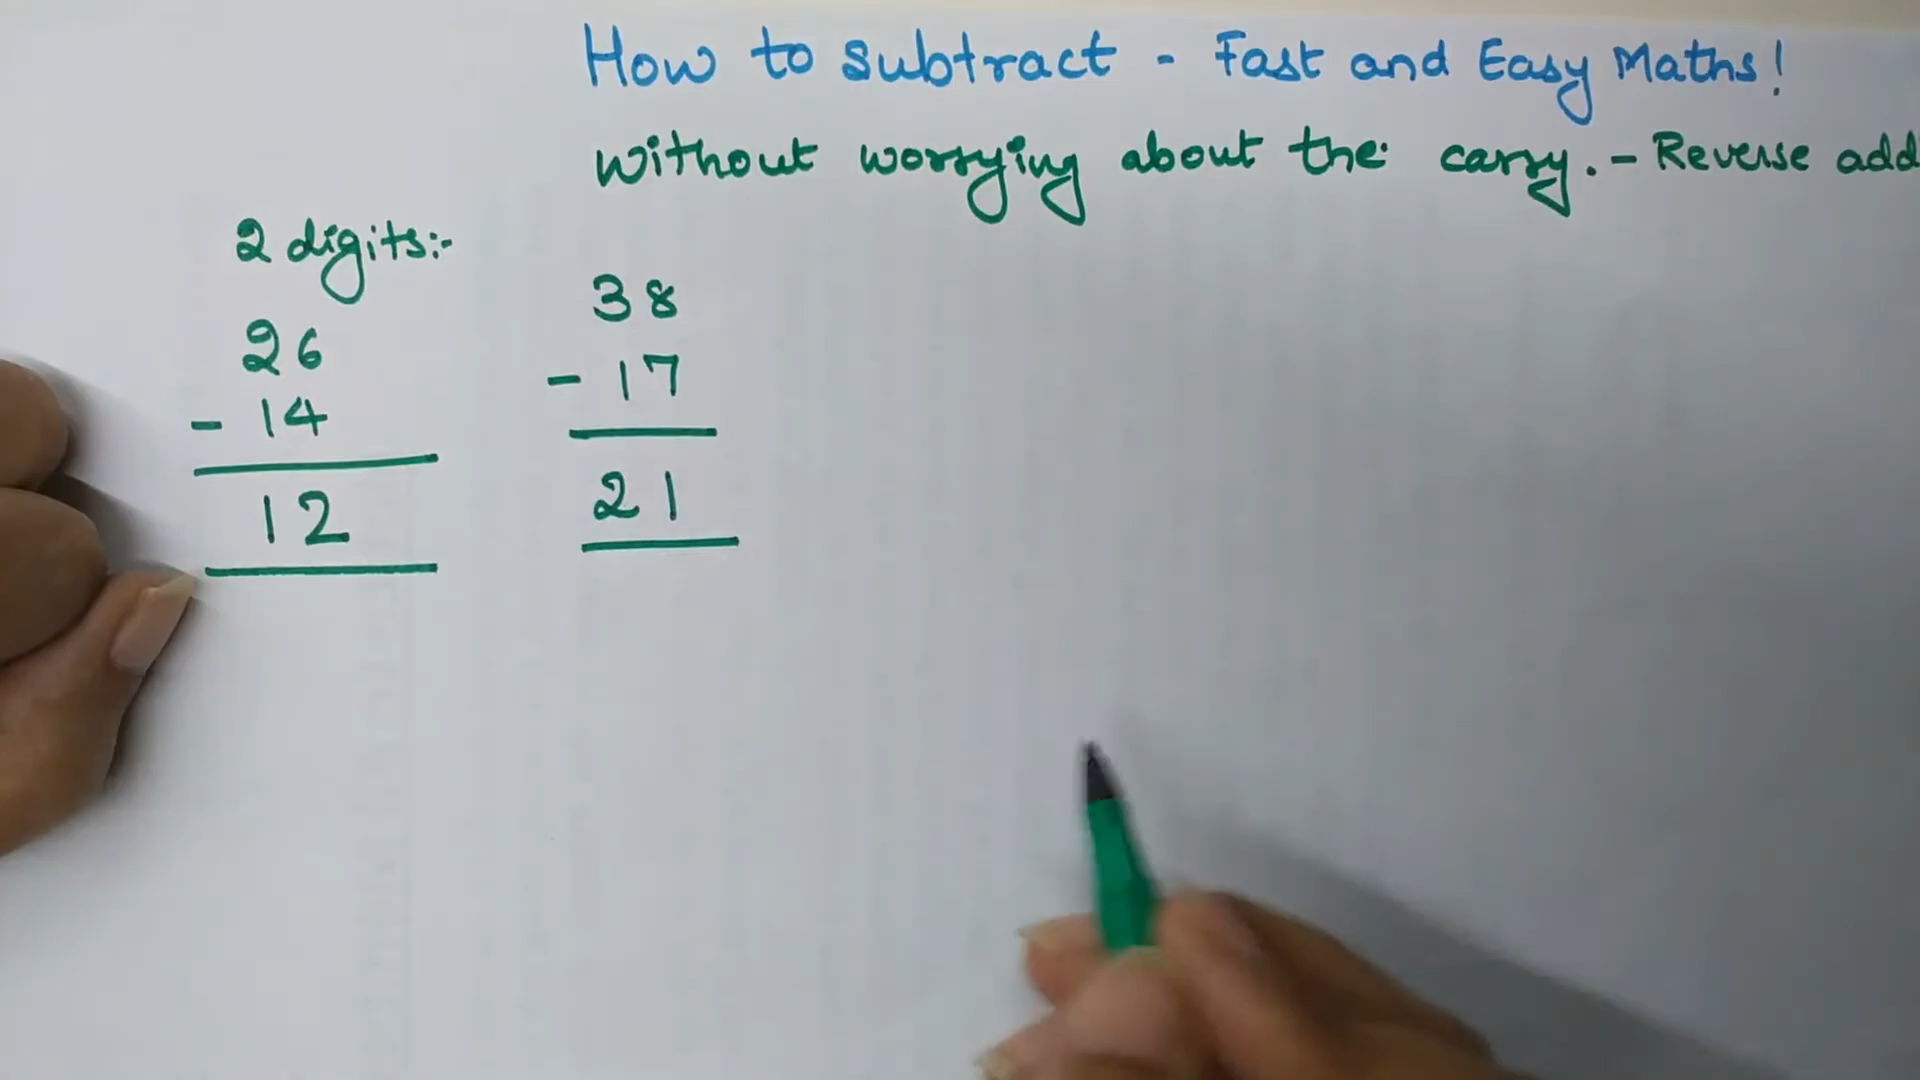 How to subtract - Fast and Easy Maths!
without worrying about the carry. - Reverse add
2 digits:-
26
- 14
12
38
- 17
21